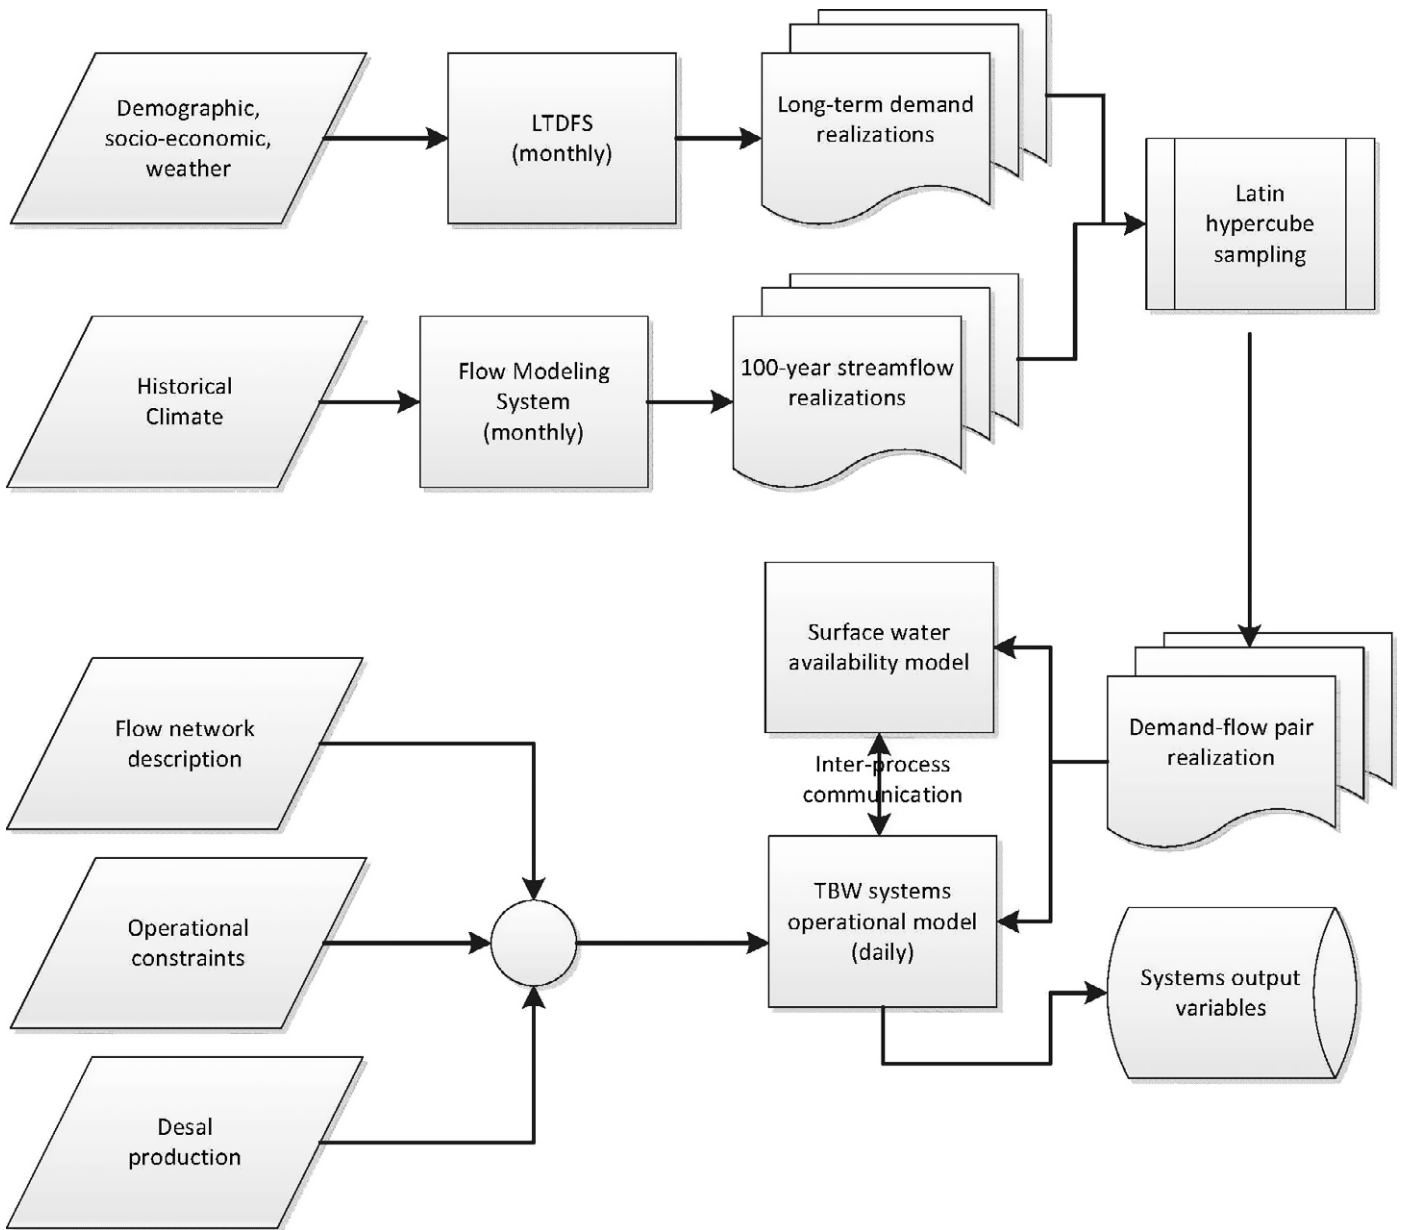 Demographic,
socio-economic,
weather
LTDFS
(monthly)
Long-term demand
realizations
Latin
hypercube
sampling
Historical
Climate
Flow Modeling
System
(monthly)
100-year streamflow
realizations
Surface water
availability model
Flow network
description
Demand-flow pair
realization
Inter-process
communication
Operational
constraints
TBW systems
operational model
(daily)
Systems output
variables
Desal
production